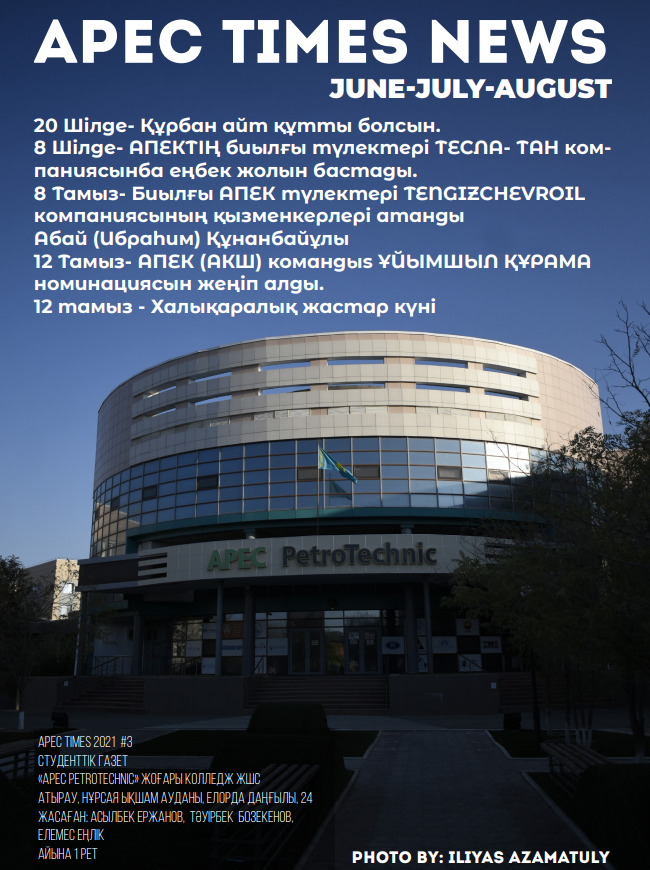 APEC TIMES NEWS
JUNE-JULY-AUGUST
20 Шілде- Құрбан айт құтты болсын.
8 Шілде- АПЕКТІҢ биылғы түлектері ТЕСЛА- ТАН ком-
паниясынба еңбек жолын бастады.
8 Тамыз- Биылғы АПЕК түлектері TENGIZCHEVROIL
компаниясының қызменкерлері атанды
Абай (Ибраһим) Құнанбайұлы
12 Тамыз- АПЕК (АКШ) командыs ҰЙЫМШЫЛ ҚҰРАМА
номинациясын жеңіп алды.
12 тамыз - Халықаралық жастар күні
APEC PetroTechnic
APEC TIMES 2021 #3
СТУДЕНТТІК ГАЗЕТ
«APEC PETROTECHNIC» ЖОҒАРЫ КОЛЛЕДЖ ЖШС
АТЫРАУ, НҰРСАЯ ЫҚШАМ АУДАНЫ, ЕЛОРДА ДАҢҒЫЛЫ, 24
ЖАСАҒАН: АСЫЛБЕК ЕРЖАНОВ, ТӘУІРБЕК БОЗЕКЕНОВ,
ЕЛЕМЕС ЕҢЛІК
АЙЫНА 1 РЕТ
PHOTO BY: ILIYAS AZAMATULY